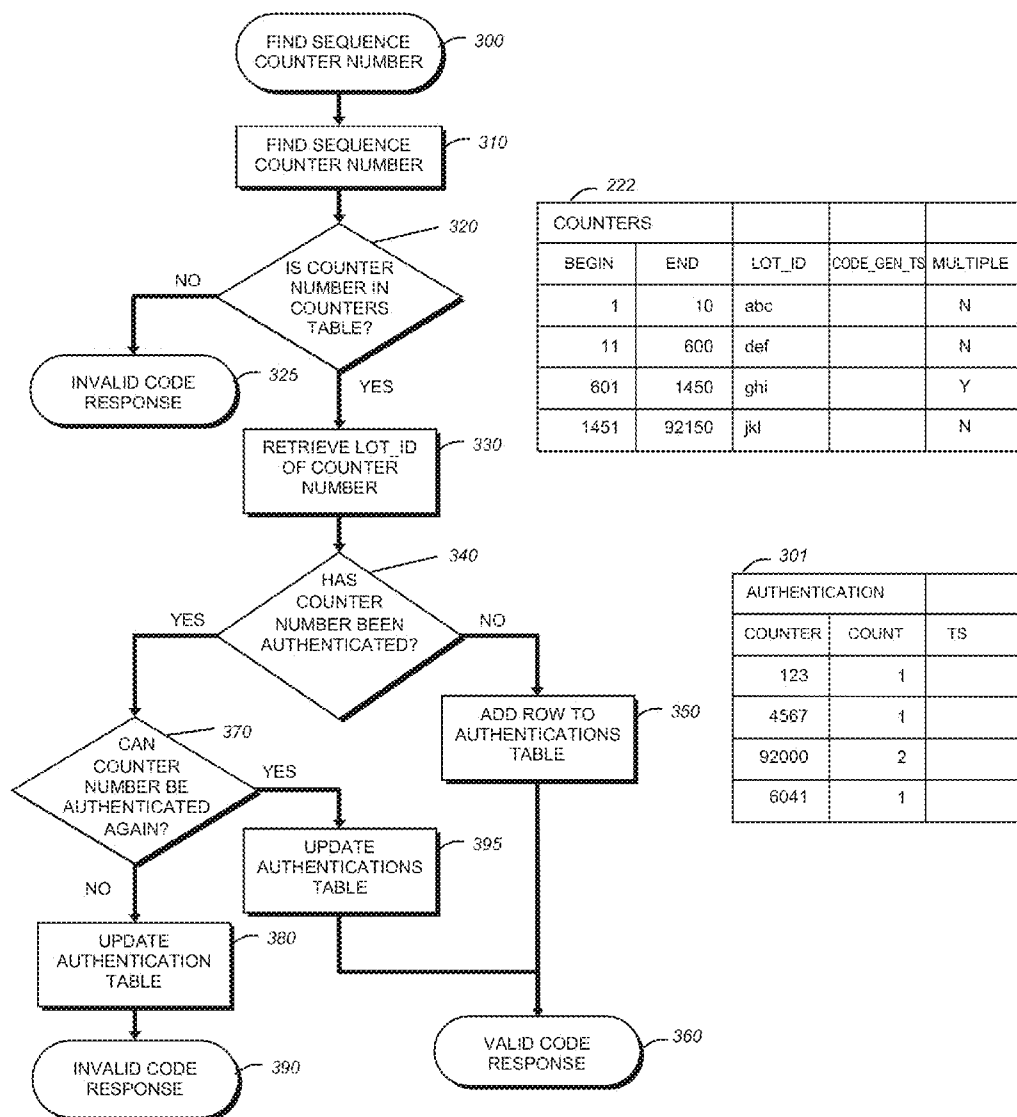 FIND SEQUENCE
COUNTER NUMBER
300
FIND SEQUENCE
COUNTER NUMBER
310
320
IS COUNTER
NUMBER IN
COUNTERS
TABLE?
NO
YES
INVALID CODE
RESPONSE
325
RETRIEVE LOT_ID
OF COUNTER
NUMBER
330
340
HAS
COUNTER
NUMBER BEEN
AUTHENTICATED?
YES
NO
ADD ROW TO
AUTHENTICATIONS
TABLE
350
370
CAN
COUNTER
NUMBER BE
AUTHENTICATED
AGAIN?
YES
NO
UPDATE
AUTHENTICATIONS
TABLE
395
UPDATE
AUTHENTICATION
TABLE
380
INVALID CODE
RESPONSE
390
VALID CODE
RESPONSE
360
222
COUNTERS
BEGIN END LOT_ID CODE_GEN_TS MULTIPLE
1 10 abc N
11 600 def N
601 1450 ghi Y
1451 92150 jkl N
301
AUTHENTICATION
COUNTER COUNT TS
123 1
4567 1
92000 2
6041 1